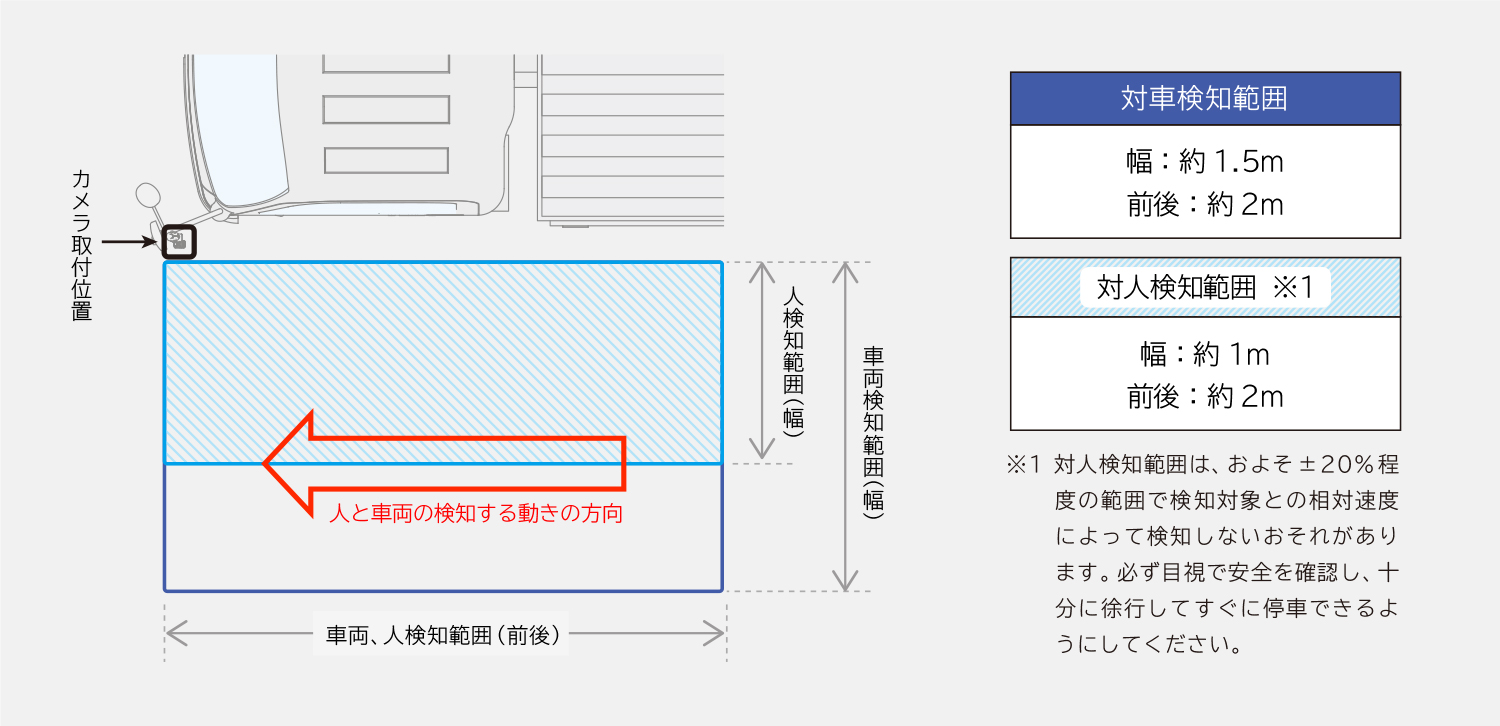 カメラ取付位置
人検知範囲(幅)
車両検知範囲(幅)
人と車両の検知する動きの方向
車両、人検知範囲(前後)
対車検知範囲
幅:約1.5m
前後:約2m
対人検知範囲 ※1
幅:約1m
前後:約2m
※1 対人検知範囲は、およそ±20%程
度の範囲で検知対象との相対速度
によって検知しないおそれがあり
ます。必ず目視で安全を確認し、十
分に徐行してすぐに停車できるよ
うにしてください。